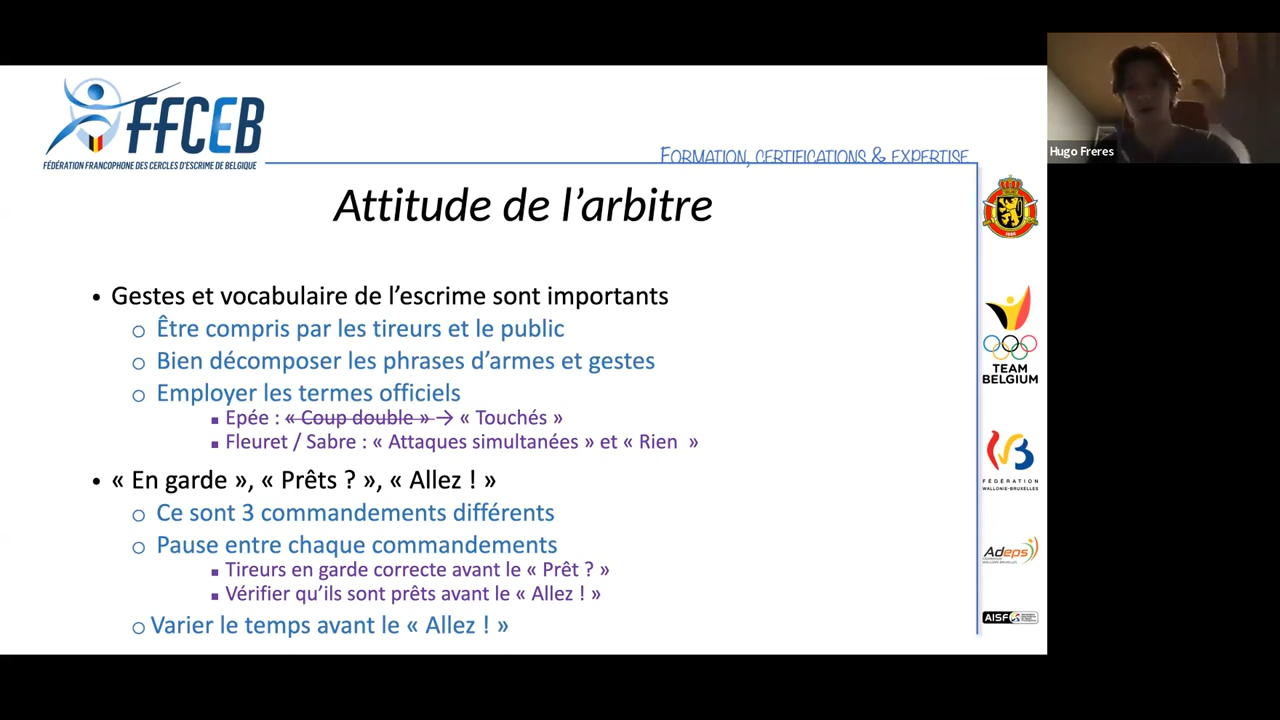 FFCEB
FÉDÉRATION FRANCOPHONE DES CERCLES D'ESCRIME DE BELGIQUE
FORMATION, CERTIFICATIONS & EXPERTISE
Hugo Freres
Attitude de l'arbitre
• Gestes et vocabulaire de l'escrime sont importants
o Être compris par les tireurs et le public
o Bien décomposer les phrases d'armes et gestes
o Employer les termes officiels
▪ Epée : « Coup double » → « Touchés »
▪ Fleuret / Sabre : « Attaques simultanées » et « Rien »
• « En garde », « Prêts ? », « Allez ! »
o Ce sont 3 commandements différents
o Pause entre chaque commandements
▪ Tireurs en garde correcte avant le « Prêt ? »
▪ Vérifier qu'ils sont prêts avant le « Allez ! »
o Varier le temps avant le « Allez ! »
TEAM
BELGIUM
FÉDÉRATION
WALLONIE-BRUXELLES
Adeps
AISF